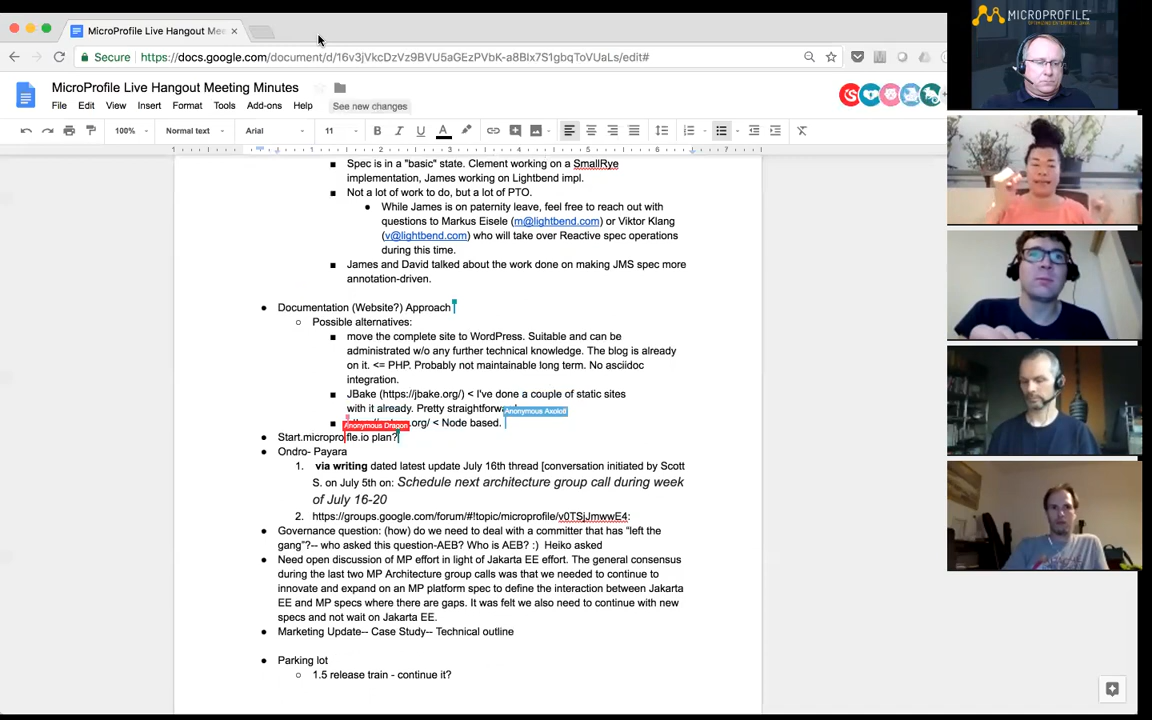 MicroProfile Live Hangout Mee
Secure
https://docs.google.com/document/d/16v3jVkcDzVz9BVU5aGEzPVbK-a8BIx7S1gbqToVUaLs/edit#
MICROPROFILE
MicroProfile Live Hangout Meeting Minutes
File Edit View Insert Format Tools Add-ons Help See new changes
100% Normal text Arial 11 B I U A
1 1 2 3 4 5 6 7
■ Spec is in a "basic" state. Clement working on a SmallRye
implementation, James working on Lightbend impl.
■ Not a lot of work to do, but a lot of PTO.
● While James is on paternity leave, feel free to reach out with
questions to Markus Eisele (m@lightbend.com) or Viktor Klang
(v@lightbend.com) who will take over Reactive spec operations
during this time.
■ James and David talked about the work done on making JMS spec more
annotation-driven.
● Documentation (Website?) Approach
○ Possible alternatives:
■ move the complete site to WordPress. Suitable and can be
administrated w/o any further technical knowledge. The blog is already
on it. <= PHP. Probably not maintainable long term. No asciidoc
integration.
■ JBake (https://jbake.org/) < I've done a couple of static sites
with it already. Pretty straightforw
Anonymous Axolotl
■ .org/ < Node based.
Anonymous Dragon
● Start.microprofile.io plan?
● Ondro- Payara
1. via writing dated latest update July 16th thread [conversation initiated by Scott
S. on July 5th on: Schedule next architecture group call during week
of July 16-20
2. https://groups.google.com/forum/#!topic/microprofile/v0TSjJmwwE4:
● Governance question: (how) do we need to deal with a committer that has “left the
gang”?-- who asked this question-AEB? Who is AEB? :) Heiko asked
● Need open discussion of MP effort in light of Jakarta EE effort. The general consensus
during the last two MP Architecture group calls was that we needed to continue to
innovate and expand on an MP platform spec to define the interaction between Jakarta
EE and MP specs where there are gaps. It was felt we also need to continue with new
specs and not wait on Jakarta EE.
● Marketing Update-- Case Study-- Technical outline
● Parking lot
○ 1.5 release train - continue it?